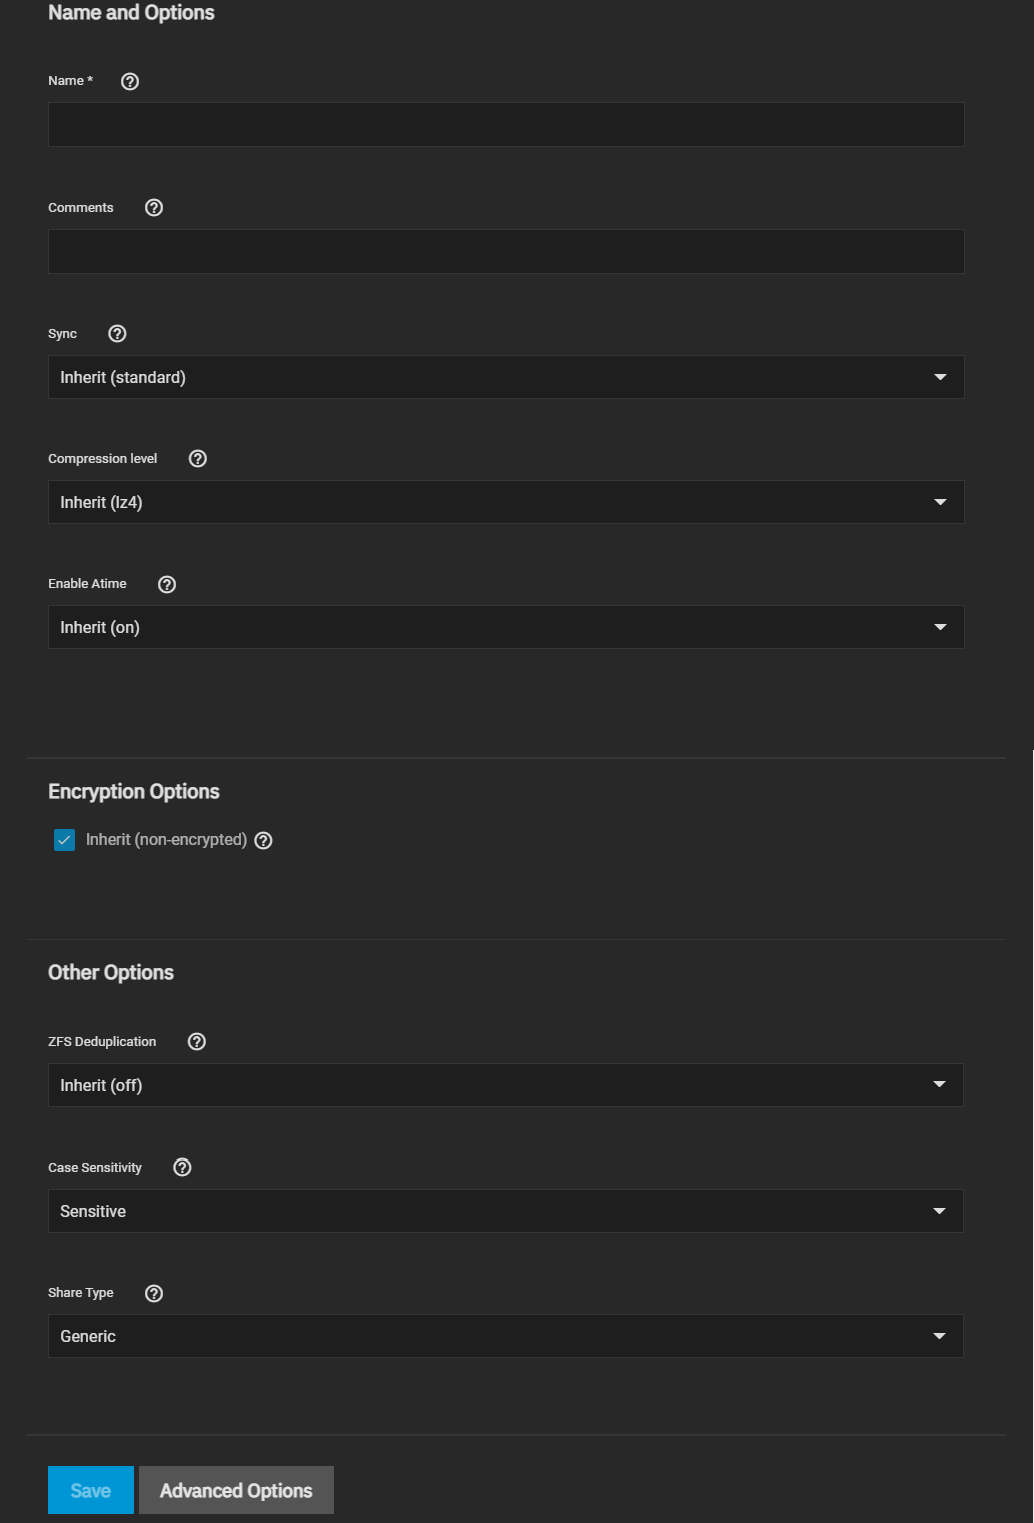 Name and Options
Name *
Comments
Sync
Inherit (standard)
Compression level
Inherit (lz4)
Enable Atime
Inherit (on)
Encryption Options
Inherit (non-encrypted)
Other Options
ZFS Deduplication
Inherit (off)
Case Sensitivity
Sensitive
Share Type
Generic
Save Advanced Options